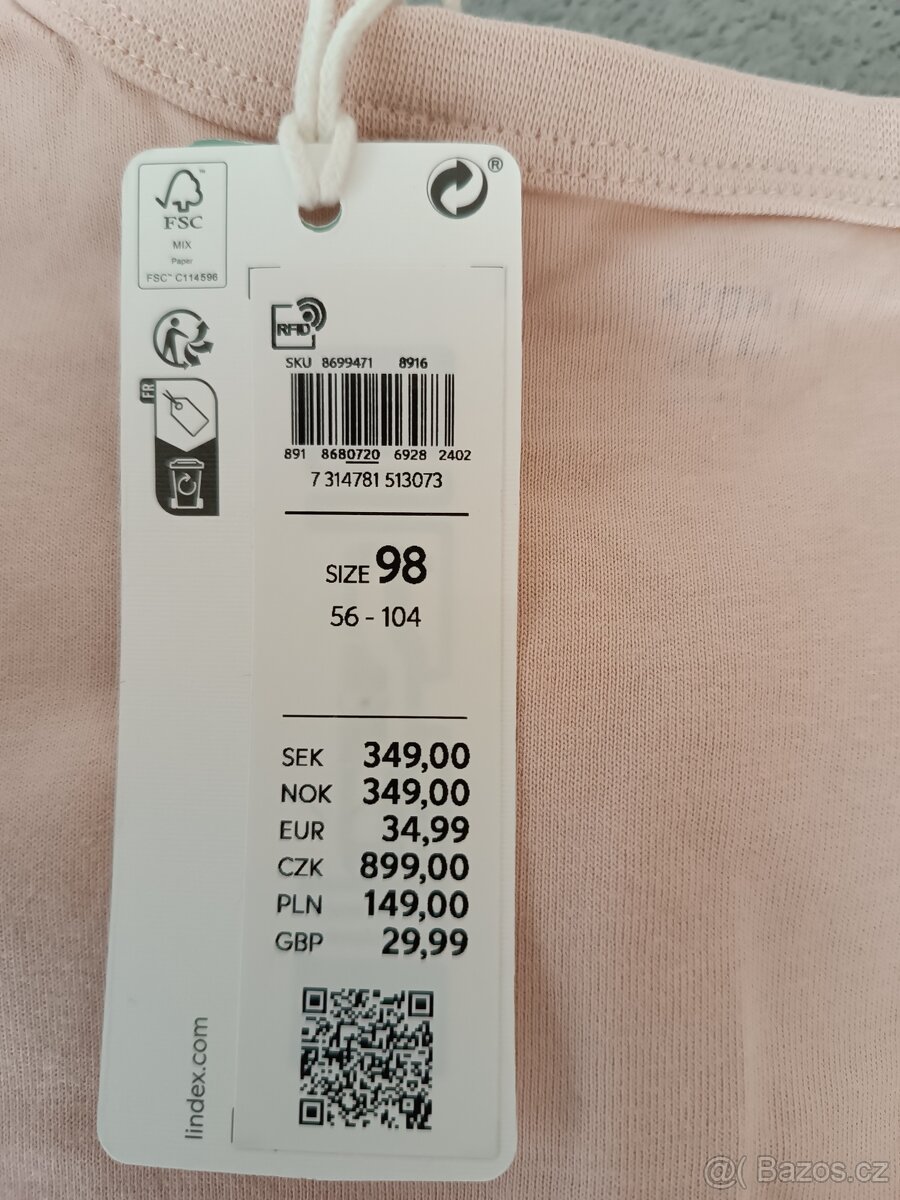 FSC™
MIX
Paper
FSC™ C114596
®
FR
RFID
SKU 8699471 8916
891 8680720 6928 2402
7 314781 513073
SIZE 98
56 - 104
SEK 349,00
NOK 349,00
EUR 34,99
CZK 899,00
PLN 149,00
GBP 29,99
lindex.com
@( Bazos.cz